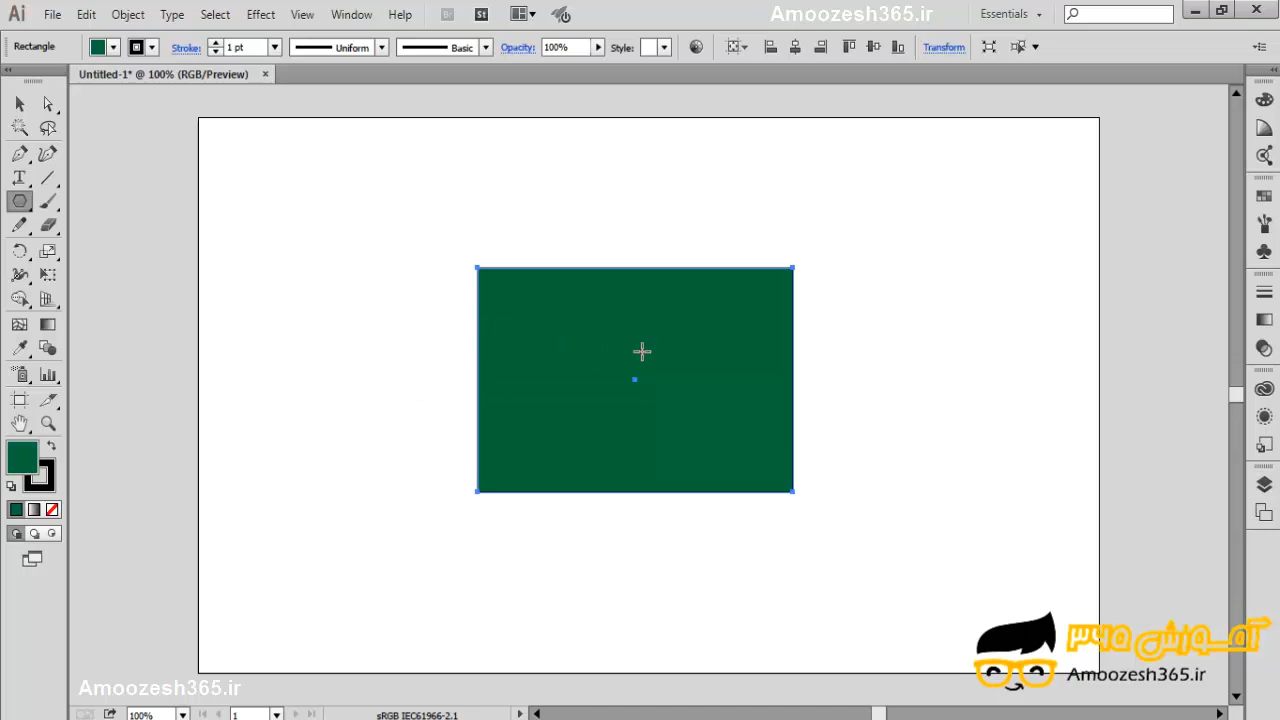 Ai File Edit Object Type Select Effect View Window Help Br St Amoozesh365.ir Essentials
Rectangle Stroke: 1 pt Uniform Basic Opacity: 100% Style: Transform
Untitled-1* @ 100% (RGB/Preview) ×
آمـوزش ۳۶۵
Amoozesh365.ir
Amoozesh365.ir
100% 1 sRGB IEC61966-2.1